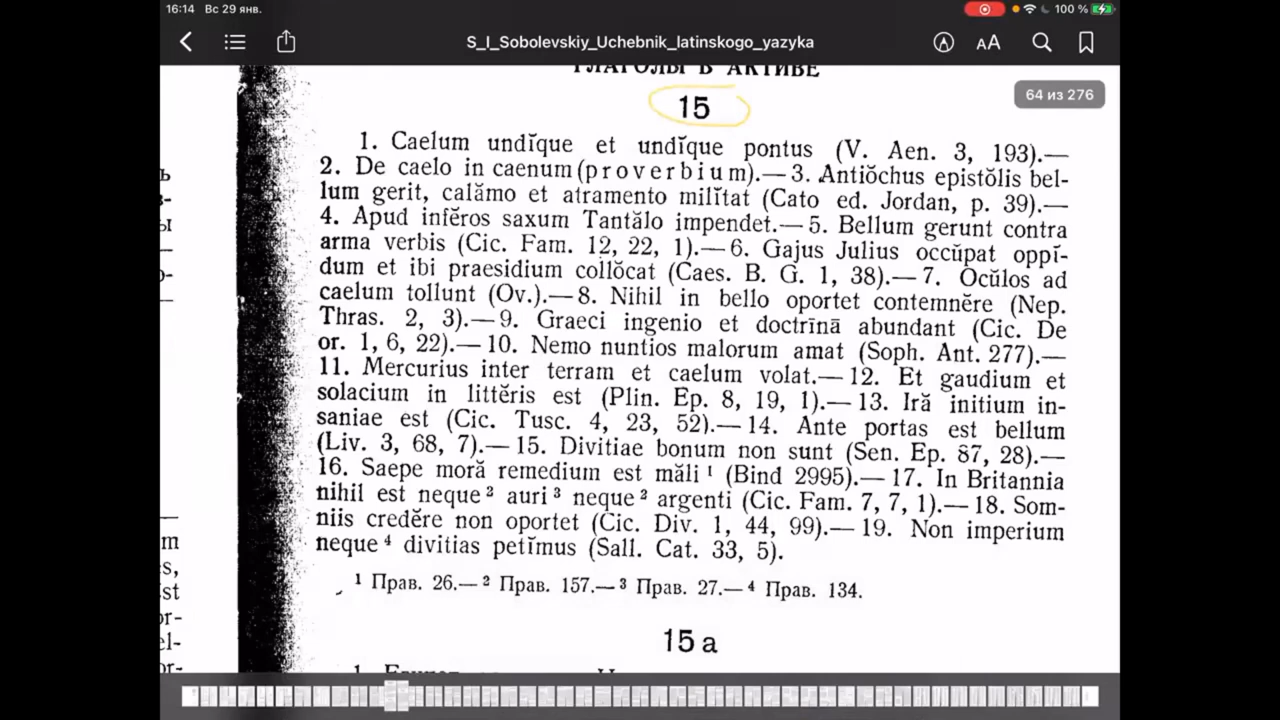 16:14 Вс 29 янв. 100 %
S_I_Sobolevskiy_Uchebnik_latinskogo_yazyka
AA
ГЛАГОЛЫ В АКТИВЕ
64 из 276
15
1. Caelum undĭque et undĭque pontus (V. Aen. 3, 193).—
2. De caelo in caenum (proverbium).— 3. Antiŏchus epistŏlis bel-
lum gerit, calămo et atramento milĭtat (Cato ed. Jordan, p. 39).—
4. Apud infĕros saxum Tantălo impendet.— 5. Bellum gerunt contra
arma verbis (Cic. Fam. 12, 22, 1).— 6. Gajus Julius occŭpat oppĭ-
dum et ibi praesidium collŏcat (Caes. B. G. 1, 38).— 7. Ocŭlos ad
caelum tollunt (Ov.).— 8. Nihil in bello oportet contemnĕre (Nep.
Thras. 2, 3).— 9. Graeci ingenio et doctrīnā abundant (Cic. De
or. 1, 6, 22).— 10. Nemo nuntios malorum amat (Soph. Ant. 277).—
11. Mercurius inter terram et caelum volat.— 12. Et gaudium et
solacium in littĕris est (Plin. Ep. 8, 19, 1).— 13. Iră initium in-
saniae est (Cic. Tusc. 4, 23, 52).— 14. Ante portas est bellum
(Liv. 3, 68, 7).— 15. Divitiae bonum non sunt (Sen. Ep. 87, 28).—
16. Saepe moră remedium est măli ¹ (Bind 2995).— 17. In Britannia
nihil est neque ² auri ³ neque ² argenti (Cic. Fam. 7, 7, 1).— 18. Som-
niis credĕre non oportet (Cic. Div. 1, 44, 99).— 19. Non imperium
neque ⁴ divitias petĭmus (Sall. Cat. 33, 5).
¹ Прав. 26.— ² Прав. 157.— ³ Прав. 27.— ⁴ Прав. 134.
15 а